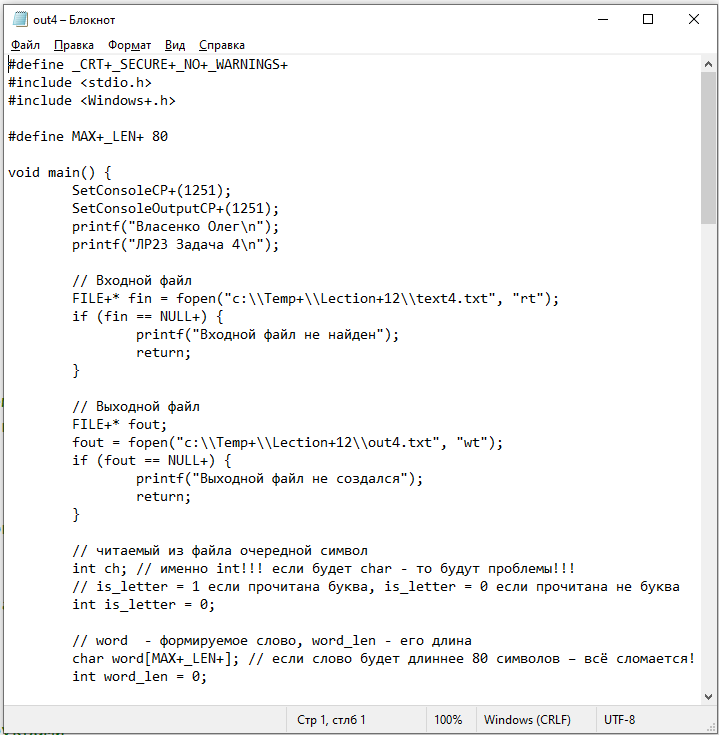 out4 – Блокнот
Файл Правка Формат Вид Справка
#define _CRT+_SECURE+_NO+_WARNINGS+
#include <stdio.h>
#include <Windows+.h>
#define MAX+_LEN+ 80
void main() {
SetConsoleCP+(1251);
SetConsoleOutputCP+(1251);
printf("Власенко Олег\n");
printf("ЛР23 Задача 4\n");
// Входной файл
FILE+* fin = fopen("c:\\Temp+\\Lection+12\\text4.txt", "rt");
if (fin == NULL+) {
printf("Входной файл не найден");
return;
}
// Выходной файл
FILE+* fout;
fout = fopen("c:\\Temp+\\Lection+12\\out4.txt", "wt");
if (fout == NULL+) {
printf("Выходной файл не создался");
return;
}
// читаемый из файла очередной символ
int ch; // именно int!!! если будет char - то будут проблемы!!!
// is_letter = 1 если прочитана буква, is_letter = 0 если прочитана не буква
int is_letter = 0;
// word  - формируемое слово, word_len - его длина
char word[MAX+_LEN+]; // если слово будет длиннее 80 символов – всё сломается!
int word_len = 0;
Стр 1, стлб 1 100% Windows (CRLF) UTF-8